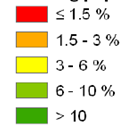 ≤ 1.5 %
1.5 - 3 %
3 - 6 %
6 - 10 %
> 10